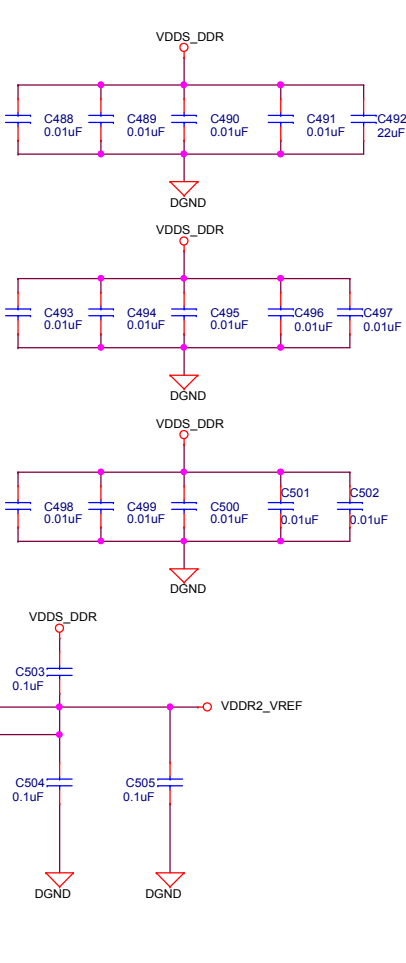 VDDS_DDR
C488
0.01uF
C489
0.01uF
C490
0.01uF
C491
0.01uF
C492
22uF
DGND
VDDS_DDR
C493
0.01uF
C494
0.01uF
C495
0.01uF
C496
0.01uF
C497
0.01uF
DGND
VDDS_DDR
C498
0.01uF
C499
0.01uF
C500
0.01uF
C501
0.01uF
C502
0.01uF
DGND
VDDS_DDR
C503
0.1uF
VDDR2_VREF
C504
0.1uF
C505
0.1uF
DGND
DGND